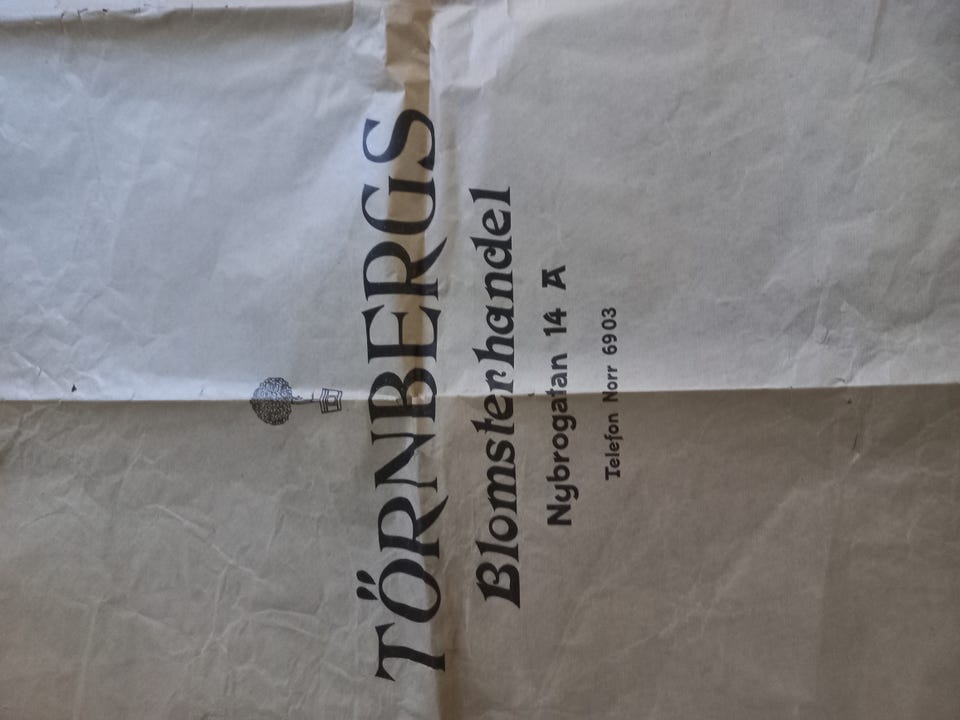 TÖRNBERGS
Blomsterhandel
Nybrogatan 14 A
Telefon Norr 6903